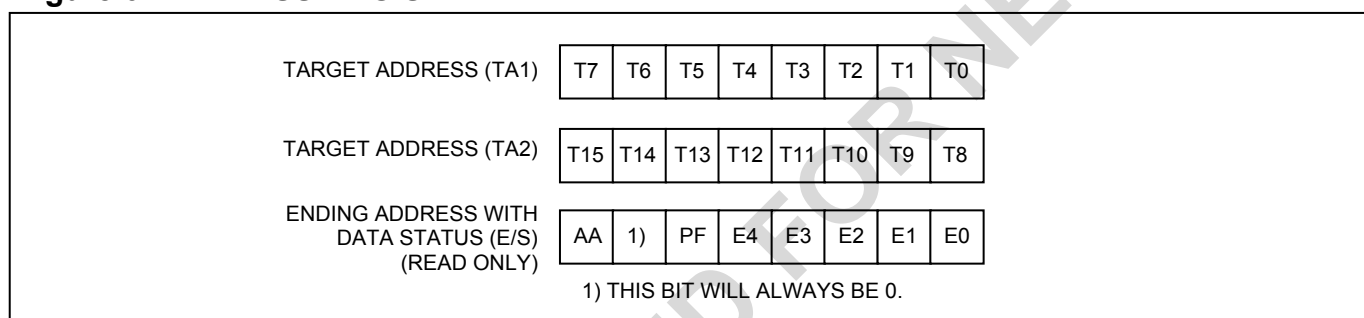 TARGET ADDRESS (TA1) T7 T6 T5 T4 T3 T2 T1 T0
TARGET ADDRESS (TA2) T15 T14 T13 T12 T11 T10 T9 T8
ENDING ADDRESS WITH
DATA STATUS (E/S)
(READ ONLY)
AA 1) PF E4 E3 E2 E1 E0
1) THIS BIT WILL ALWAYS BE 0.
FOR